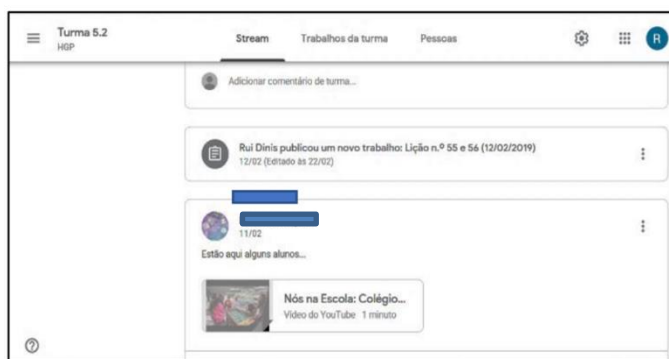 Turma 5.2
HGP
Stream Trabalhos da turma Pessoas
R
Adicionar comentário de turma...
Rui Dinis publicou um novo trabalho: Lição n.º 55 e 56 (12/02/2019)
12/02 (Editado às 22/02)
11/02
Estão aqui alguns alunos...
Nós na Escola: Colégio...
Vídeo do YouTube 1 minuto